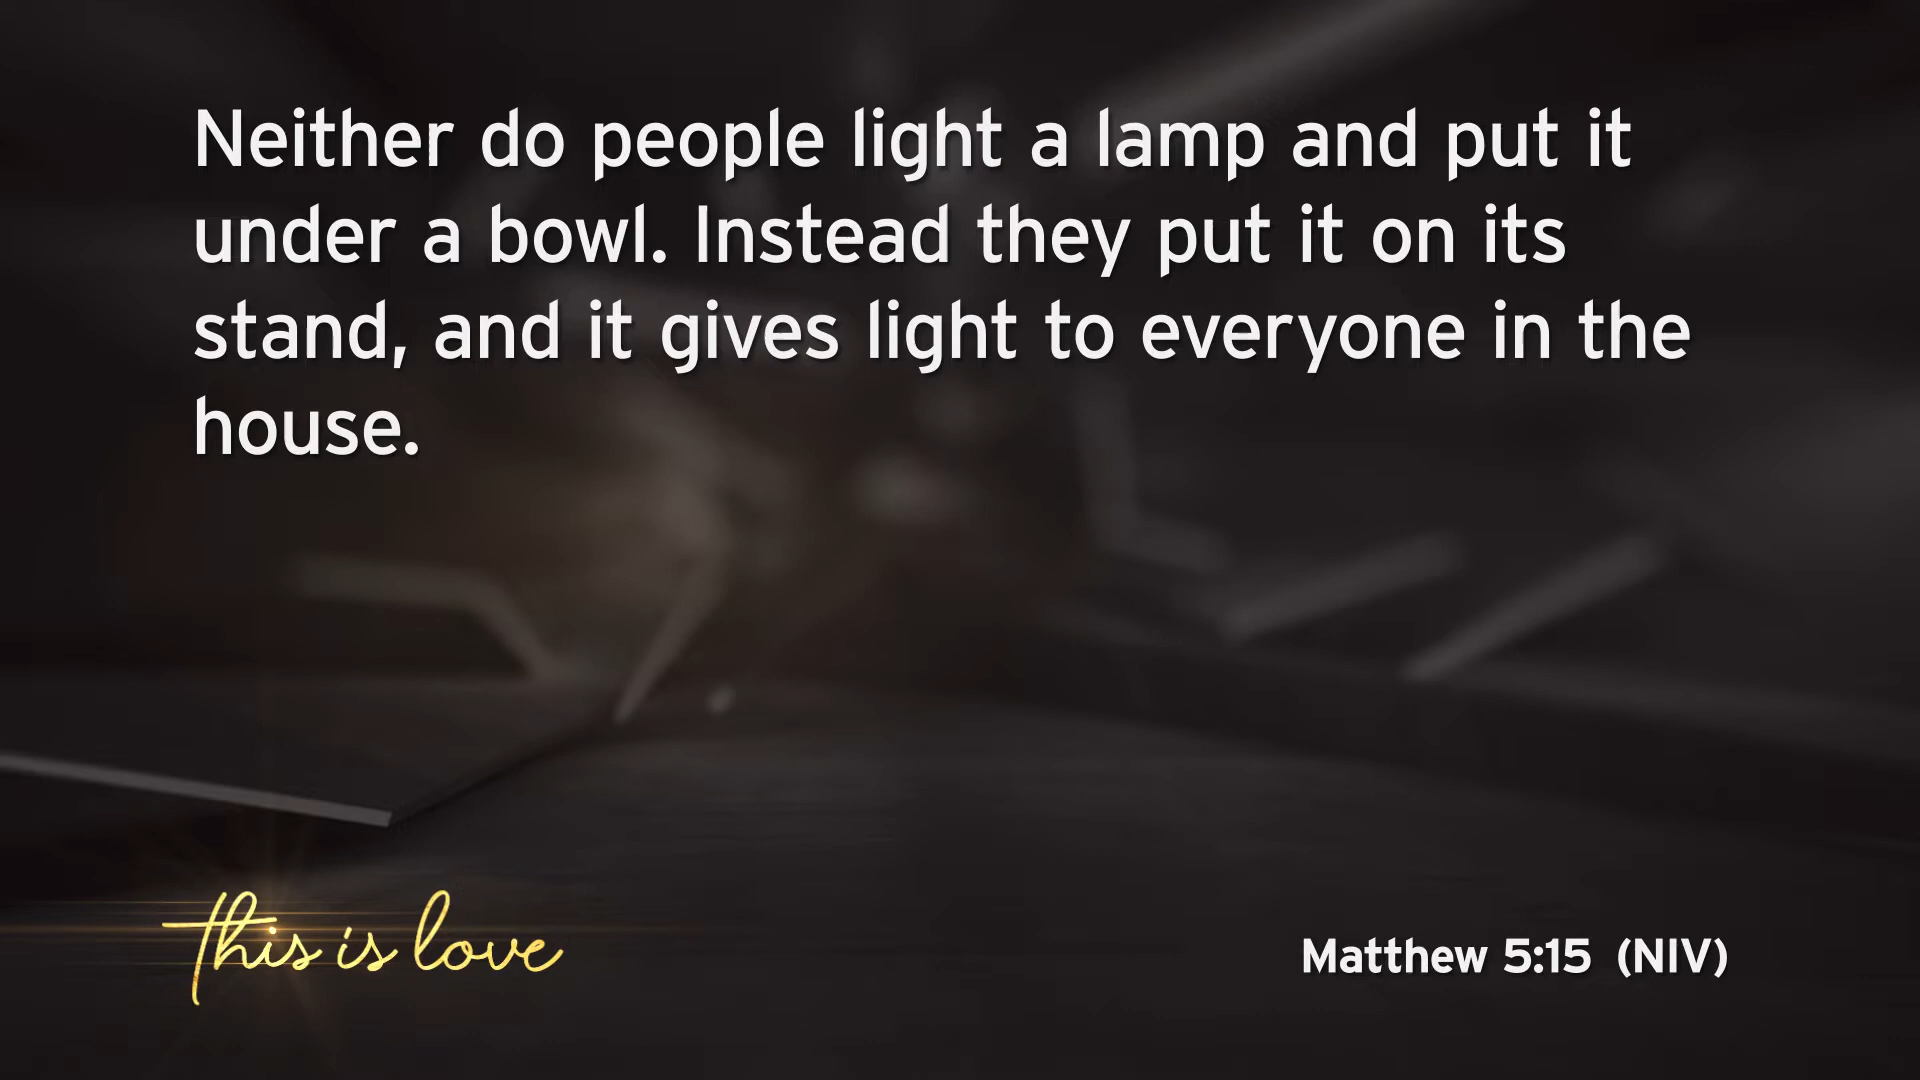 Neither do people light a lamp and put it
under a bowl. Instead they put it on its
stand, and it gives light to everyone in the
house.
this is love
Matthew 5:15 (NIV)